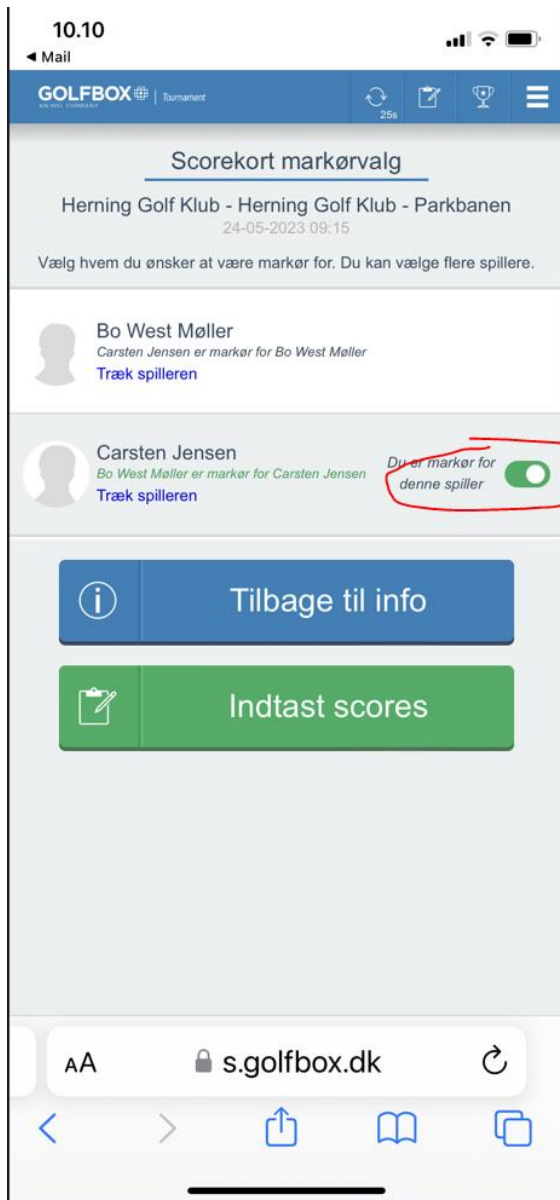 10.10
Mail
GOLFBOX | Tournament
25s
Scorekort markørvalg
Herning Golf Klub - Herning Golf Klub - Parkbanen
24-05-2023 09:15
Vælg hvem du ønsker at være markør for. Du kan vælge flere spillere.
Bo West Møller
Carsten Jensen er markør for Bo West Møller
Træk spilleren
Carsten Jensen
Bo West Møller er markør for Carsten Jensen
Træk spilleren
Du er markør for
denne spiller
Tilbage til info
Indtast scores
AA
s.golfbox.dk